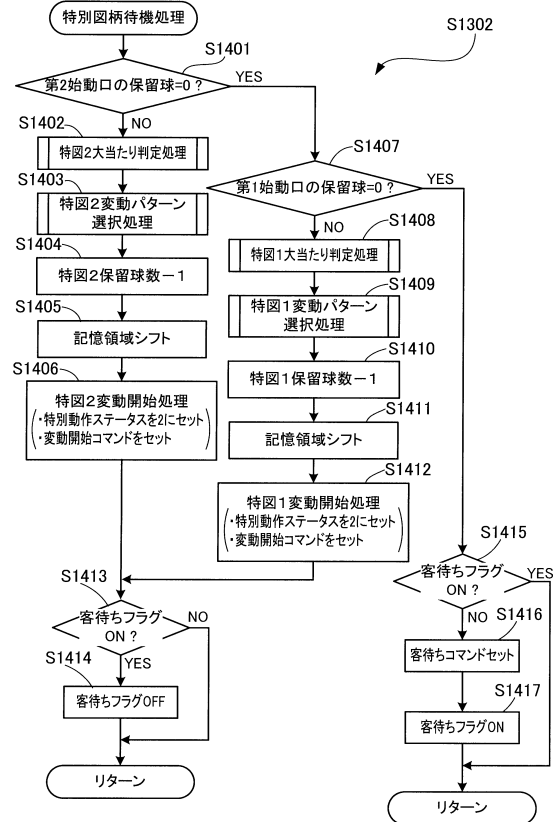 特別図柄待機処理
S1302
S1401
第2始動口の保留球=0？
YES
NO
S1402
特図2大当たり判定処理
S1403
特図2変動パターン
選択処理
S1404
特図2保留球数－1
S1405
記憶領域シフト
S1406
特図2変動開始処理
・特別動作ステータスを2にセット
・変動開始コマンドをセット
S1407
第1始動口の保留球=0？
YES
NO
S1408
特図1大当たり判定処理
S1409
特図1変動パターン
選択処理
S1410
特図1保留球数－1
S1411
記憶領域シフト
S1412
特図1変動開始処理
・特別動作ステータスを2にセット
・変動開始コマンドをセット
S1413
客待ちフラグ
ON？
NO
YES
S1414
客待ちフラグOFF
リターン
S1415
客待ちフラグ
ON？
YES
NO
S1416
客待ちコマンドセット
S1417
客待ちフラグON
リターン